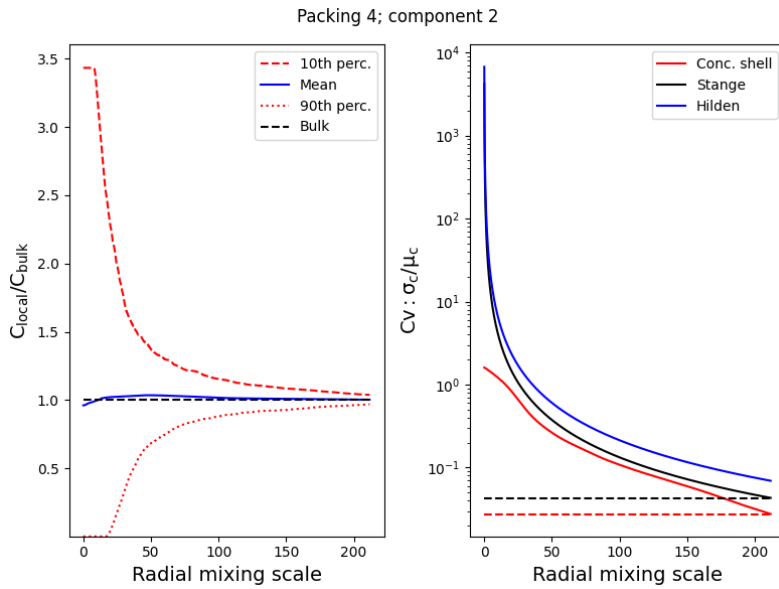 Packing 4; component 2
C_local/C_bulk
3.5
3.0
2.5
2.0
1.5
1.0
0.5
10th perc.
Mean
90th perc.
Bulk
0
50
100
150
200
Radial mixing scale
Cv : σ_c/μ_c
10^4
10^3
10^2
10^1
10^0
10^−1
Conc. shell
Stange
Hilden
0
50
100
150
200
Radial mixing scale